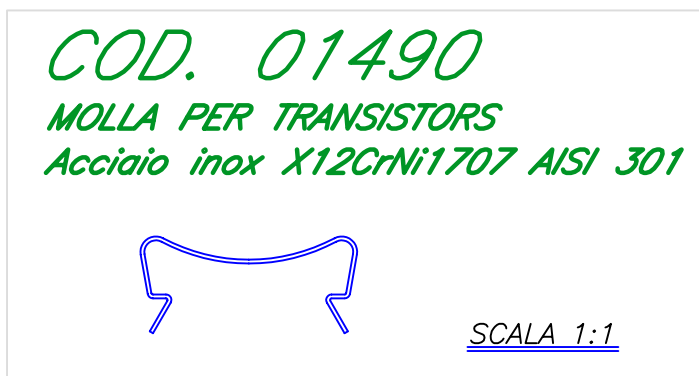 COD. 01490
MOLLA PER TRANSISTORS
Acciaio inox X12CrNi1707 AISI 301
SCALA 1:1